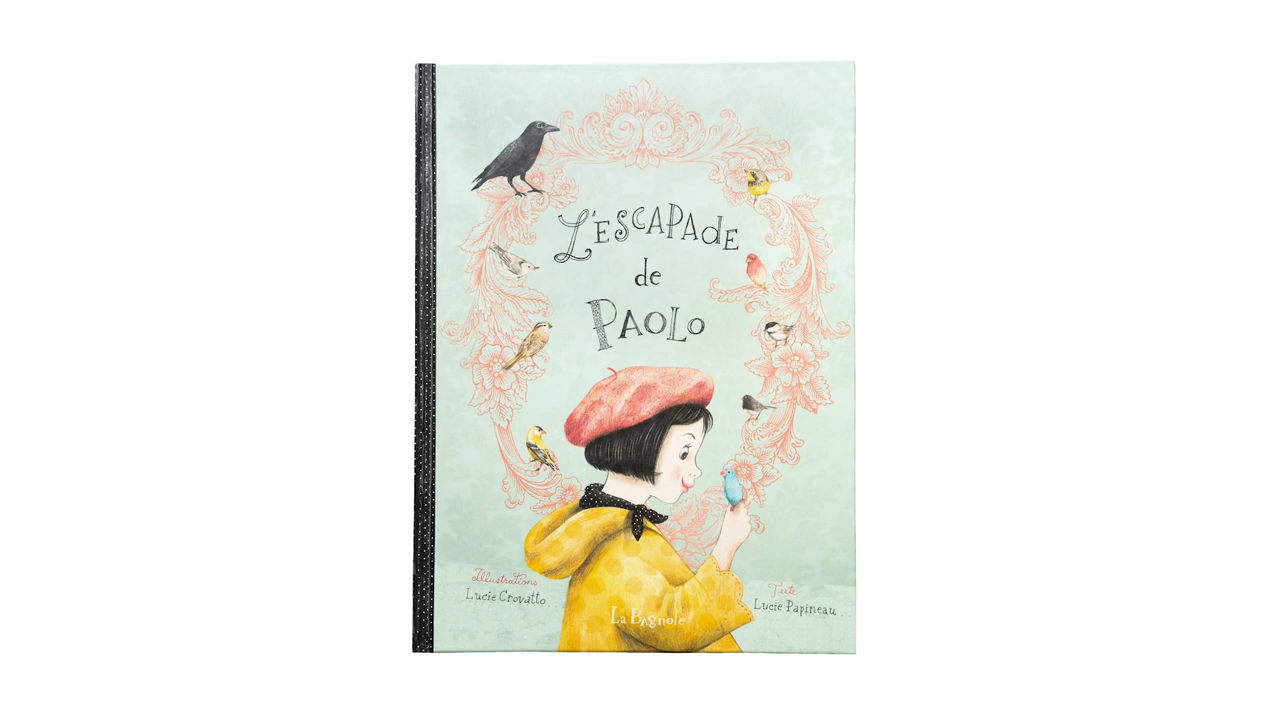 L'ESCAPAdE
de
PAOLO
Illustrations
Lucie Crovatto
Texte
Lucie Papineau
La Bagnole